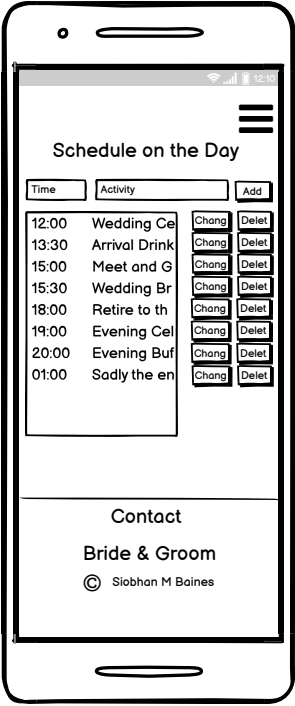 12:10
Schedule on the Day
Time Activity Add
12:00 Wedding Ce Chang Delet
13:30 Arrival Drink Chang Delet
15:00 Meet and G Chang Delet
15:30 Wedding Br Chang Delet
18:00 Retire to th Chang Delet
19:00 Evening Cel Chang Delet
20:00 Evening Buf Chang Delet
01:00 Sadly the en Chang Delet
Contact
Bride & Groom
© Siobhan M Baines